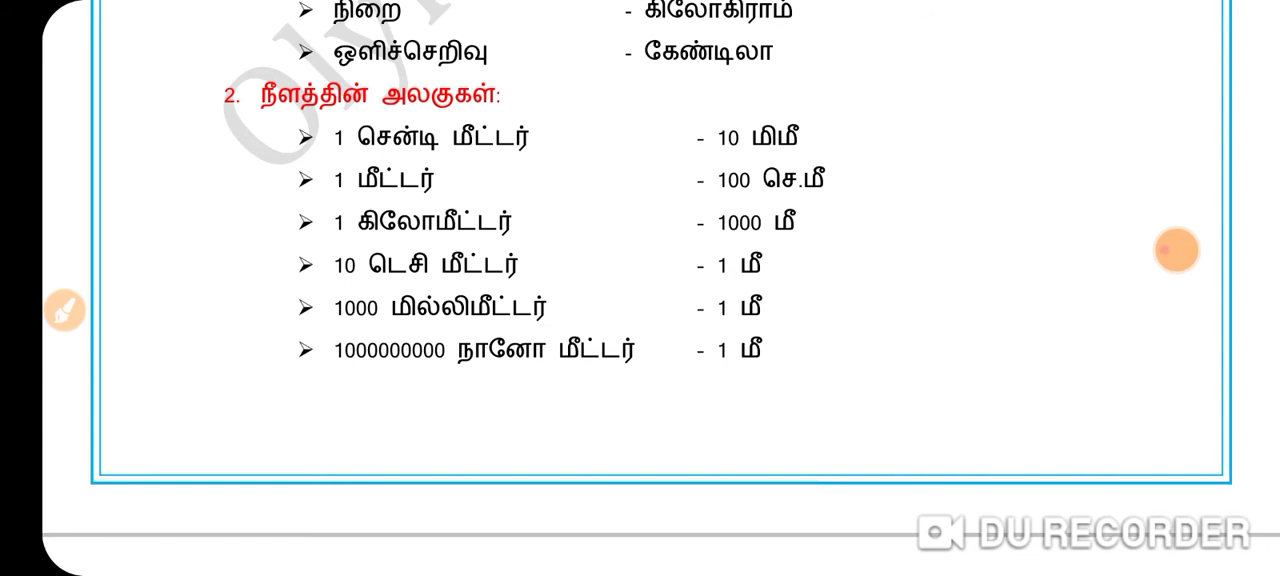 ➤ நிறை - கிலோகிராம்
➤ ஒளிச்செறிவு - கேண்டிலா
2. நீளத்தின் அலகுகள்:
➤ 1 சென்டி மீட்டர் - 10 மிமீ
➤ 1 மீட்டர் - 100 செ.மீ
➤ 1 கிலோமீட்டர் - 1000 மீ
➤ 10 டெசி மீட்டர் - 1 மீ
➤ 1000 மில்லிமீட்டர் - 1 மீ
➤ 1000000000 நானோ மீட்டர் - 1 மீ
DU RECORDER